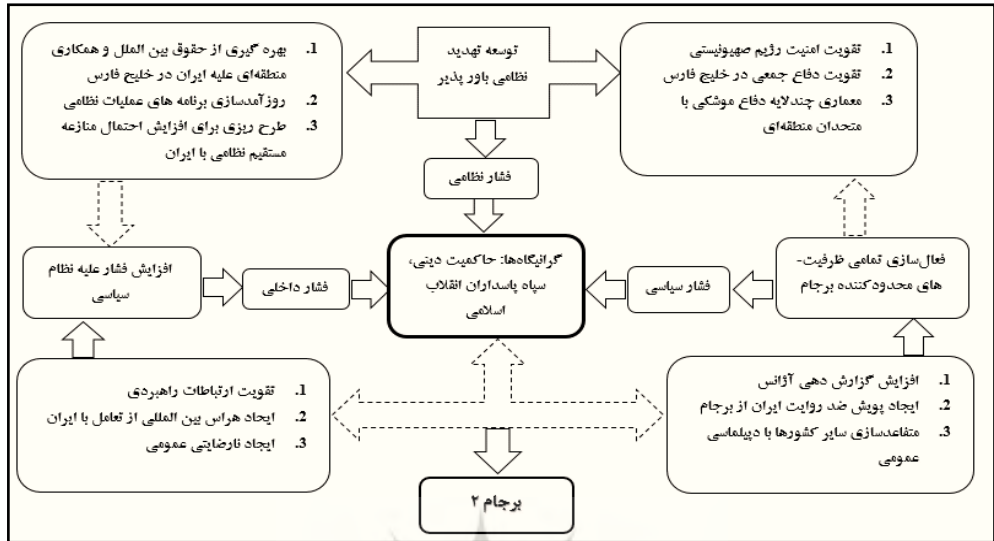 توسعه تهدید
نظامی باور پذیر
1. تقویت امنیت رژیم صهیونیستی
2. تقویت دفاع جمعی در خلیج فارس
3. معماری چندلایه دفاع موشکی با
متحدان منطقه‌ای
1. بهره گیری از حقوق بین الملل و همکاری
منطقه‌ای علیه ایران در خلیج فارس
2. روزآمدسازی برنامه های عملیات نظامی
3. طرح ریزی برای افزایش احتمال منازعه
مستقیم نظامی با ایران
فشار نظامی
فعال‌سازی تمامی ظرفیت-
های محدودکننده برجام
فشار سیاسی
گرانیگاه‌ها: حاکمیت دینی،
سپاه پاسداران انقلاب
اسلامی
فشار داخلی
افزایش فشار علیه نظام
سیاسی
1. افزایش گزارش دهی آژانس
2. ایجاد پویش ضد روایت ایران از برجام
3. متقاعدسازی سایر کشورها با دیپلماسی
عمومی
1. تقویت ارتباطات راهبردی
2. ایجاد هراس بین المللی از تعامل با ایران
3. ایجاد نارضایتی عمومی
برجام ۲